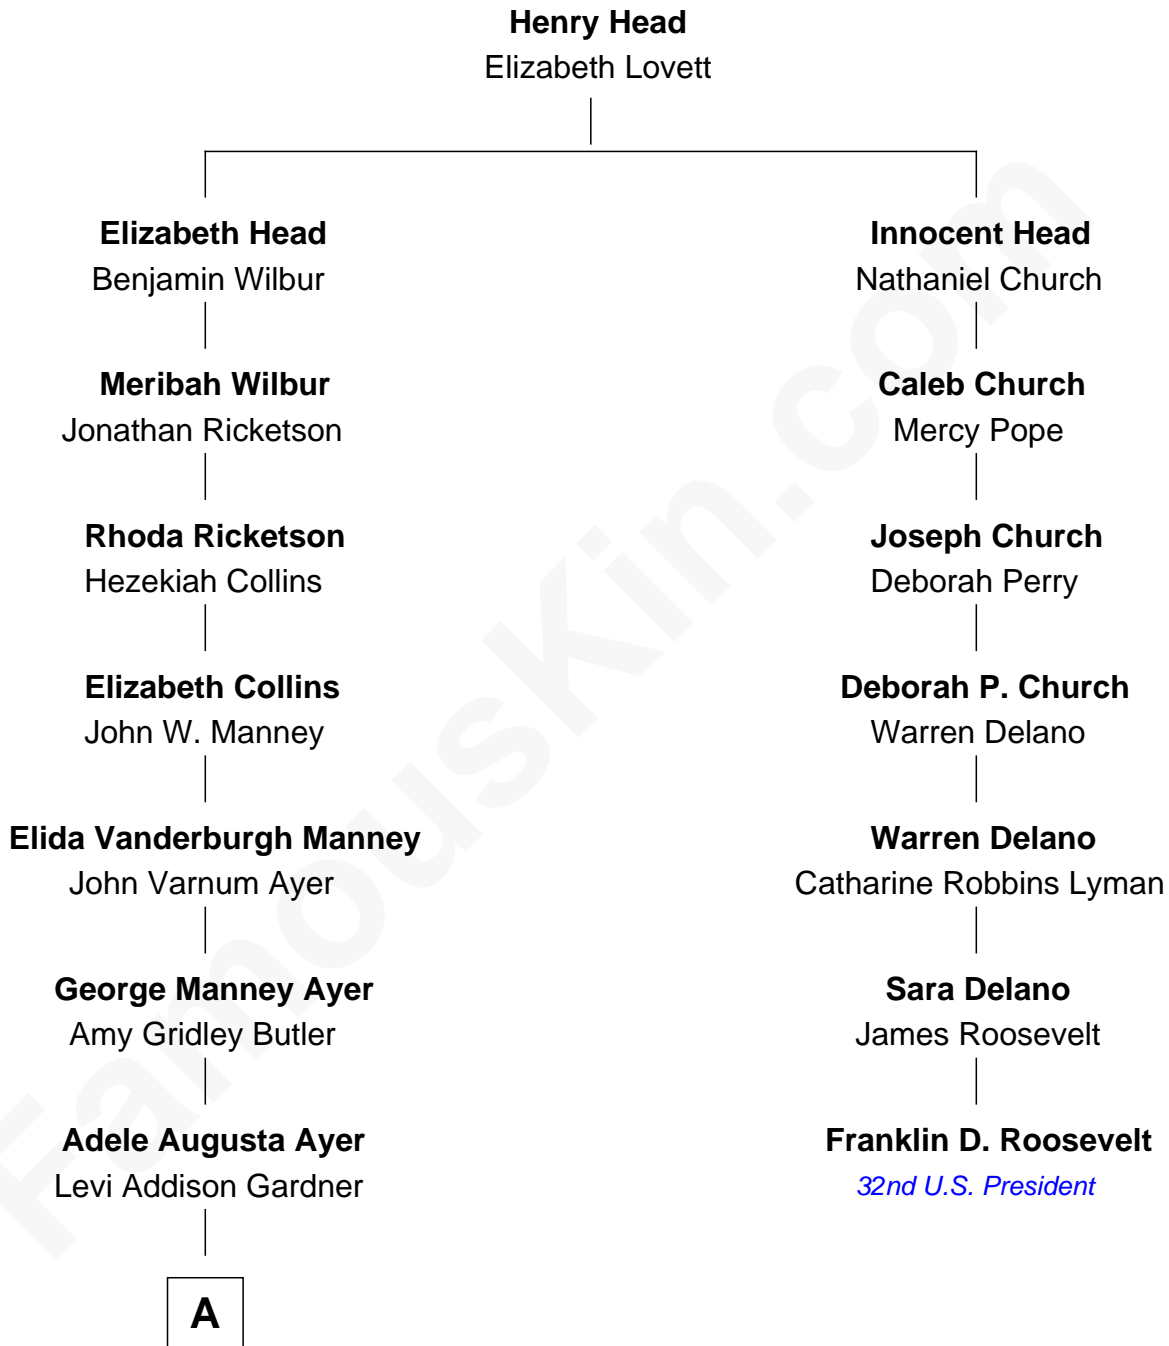 Henry Head
Elizabeth Lovett
Elizabeth Head
Benjamin Wilbur
Innocent Head
Nathaniel Church
Meribah Wilbur
Jonathan Ricketson
Caleb Church
Mercy Pope
Rhoda Ricketson
Hezekiah Collins
Joseph Church
Deborah Perry
Elizabeth Collins
John W. Manney
Deborah P. Church
Warren Delano
Elida Vanderburgh Manney
John Varnum Ayer
Warren Delano
Catharine Robbins Lyman
George Manney Ayer
Amy Gridley Butler
Sara Delano
James Roosevelt
Adele Augusta Ayer
Levi Addison Gardner
Franklin D. Roosevelt
32nd U.S. President
A
FamousKin.com